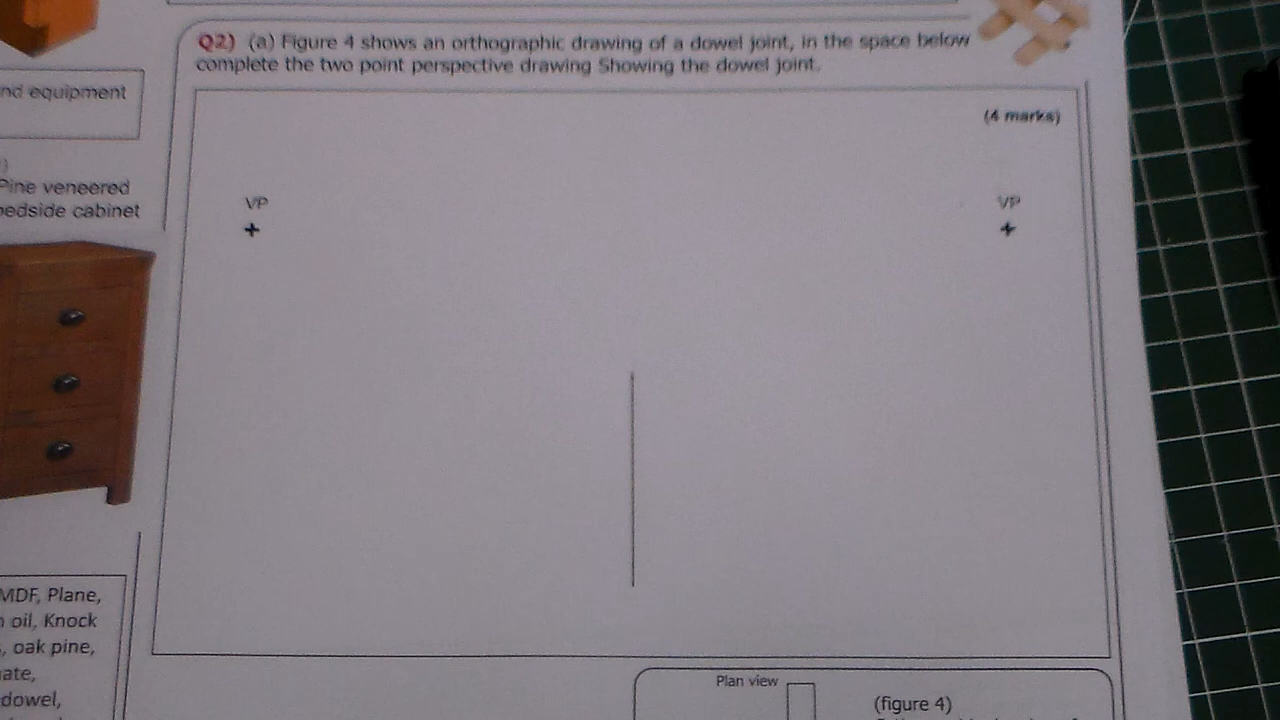 Q2) (a) Figure 4 shows an orthographic drawing of a dowel joint, in the space below
complete the two point perspective drawing Showing the dowel joint.
(4 marks)
VP
VP
nd equipment
Pine veneered
bedside cabinet
MDF, Plane,
oil, Knock
oak pine,
dowel,
Plan view
(figure 4)